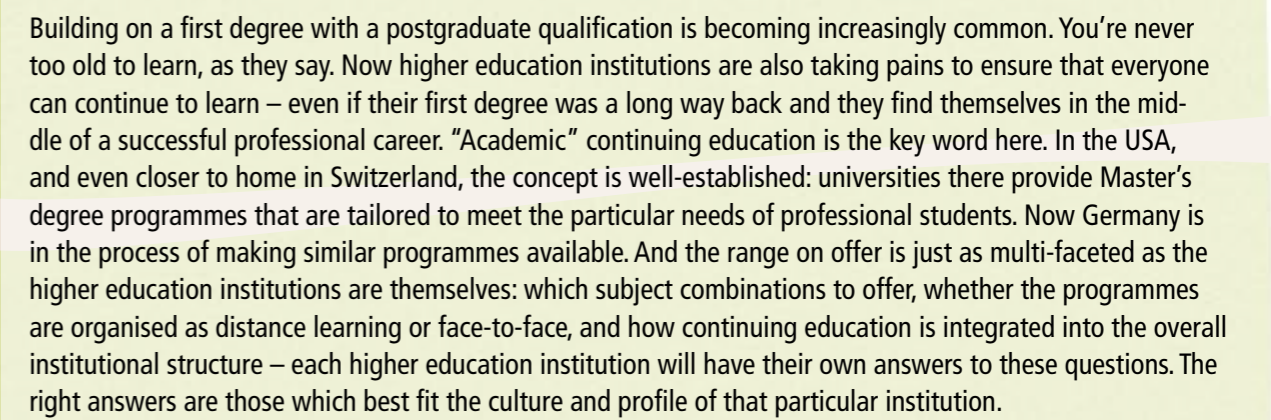 Building on a first degree with a postgraduate qualification is becoming increasingly common. You're never
too old to learn, as they say. Now higher education institutions are also taking pains to ensure that everyone
can continue to learn – even if their first degree was a long way back and they find themselves in the mid-
dle of a successful professional career. "Academic" continuing education is the key word here. In the USA,
and even closer to home in Switzerland, the concept is well-established: universities there provide Master's
degree programmes that are tailored to meet the particular needs of professional students. Now Germany is
in the process of making similar programmes available. And the range on offer is just as multi-faceted as the
higher education institutions are themselves: which subject combinations to offer, whether the programmes
are organised as distance learning or face-to-face, and how continuing education is integrated into the overall
institutional structure – each higher education institution will have their own answers to these questions. The
right answers are those which best fit the culture and profile of that particular institution.